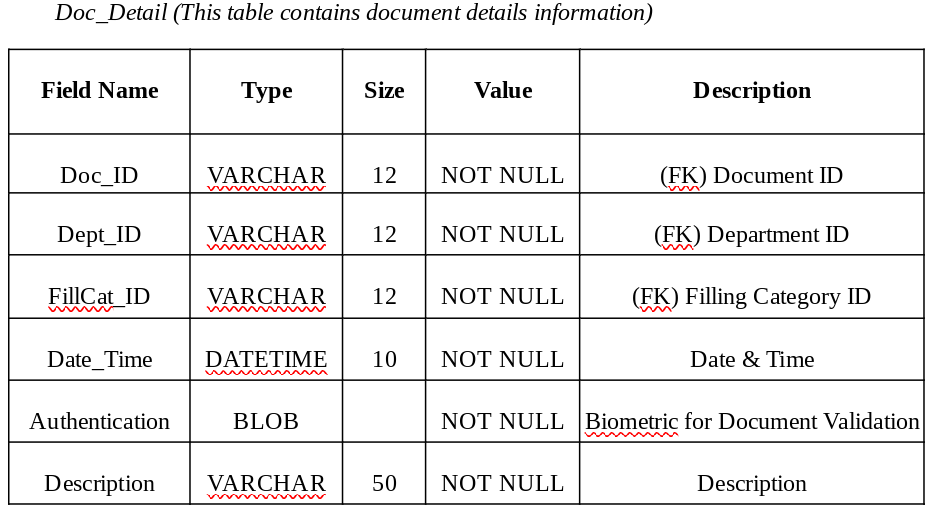 Doc_Detail (This table contains document details information)
Field Name Type Size Value Description
Doc_ID VARCHAR 12 NOT NULL (FK) Document ID
Dept_ID VARCHAR 12 NOT NULL (FK) Department ID
FillCat_ID VARCHAR 12 NOT NULL (FK) Filling Category ID
Date_Time DATETIME 10 NOT NULL Date & Time
Authentication BLOB NOT NULL Biometric for Document Validation
Description VARCHAR 50 NOT NULL Description